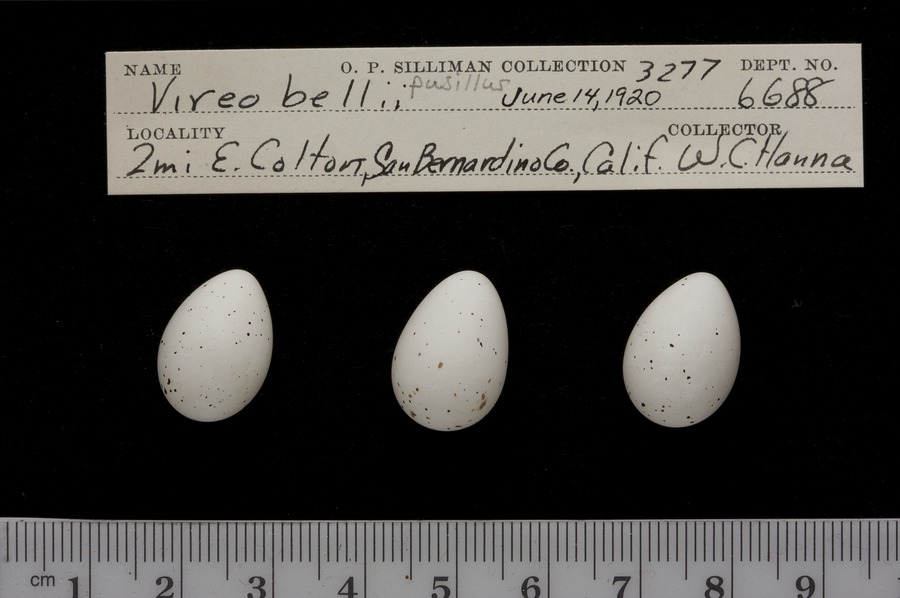 NAME O. P. SILLIMAN COLLECTION 3277 DEPT. NO.
Vireo bellii pusillus June 14, 1920 6688
LOCALITY COLLECTOR
2mi E. Colton, San Bernardino Co., Calif. W. C. Hanna
cm 1 2 3 4 5 6 7 8 9